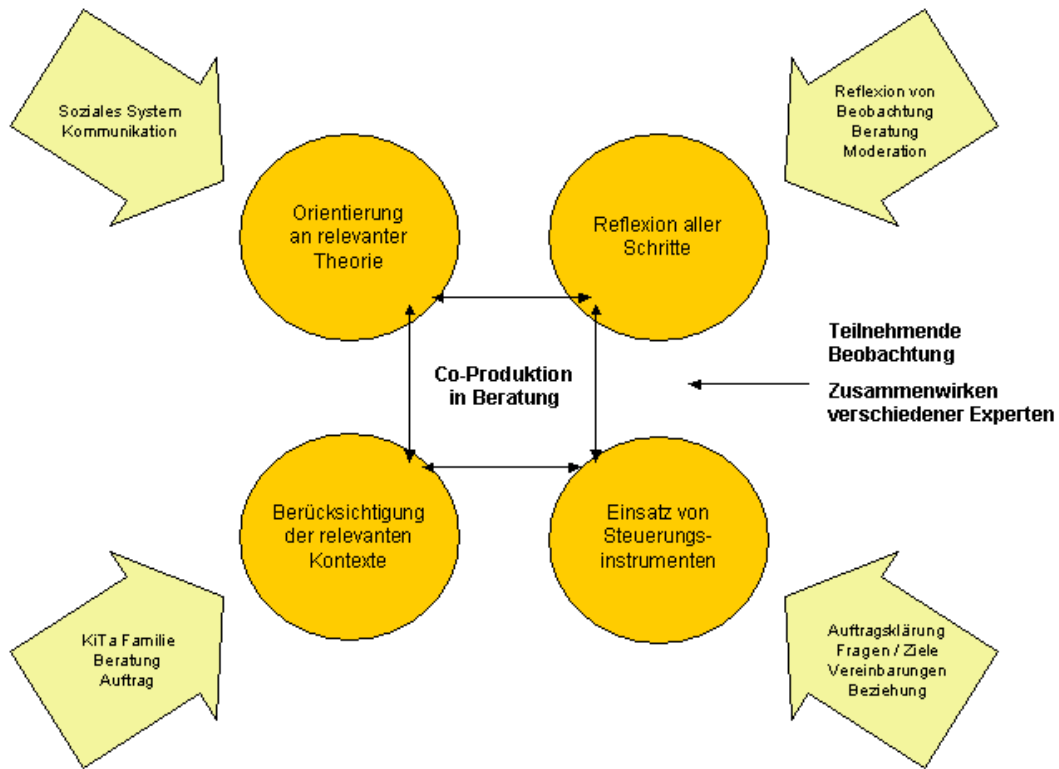 Soziales System
Kommunikation
Reflexion von
Beobachtung
Beratung
Moderation
Orientierung
an relevanter
Theorie
Reflexion aller
Schritte
Co-Produktion
in Beratung
Teilnehmende
Beobachtung
Zusammenwirken
verschiedener Experten
Berücksichtigung
der relevanten
Kontexte
Einsatz von
Steuerungs-
instrumenten
KiTa Familie
Beratung
Auftrag
Auftragsklärung
Fragen / Ziele
Vereinbarungen
Beziehung